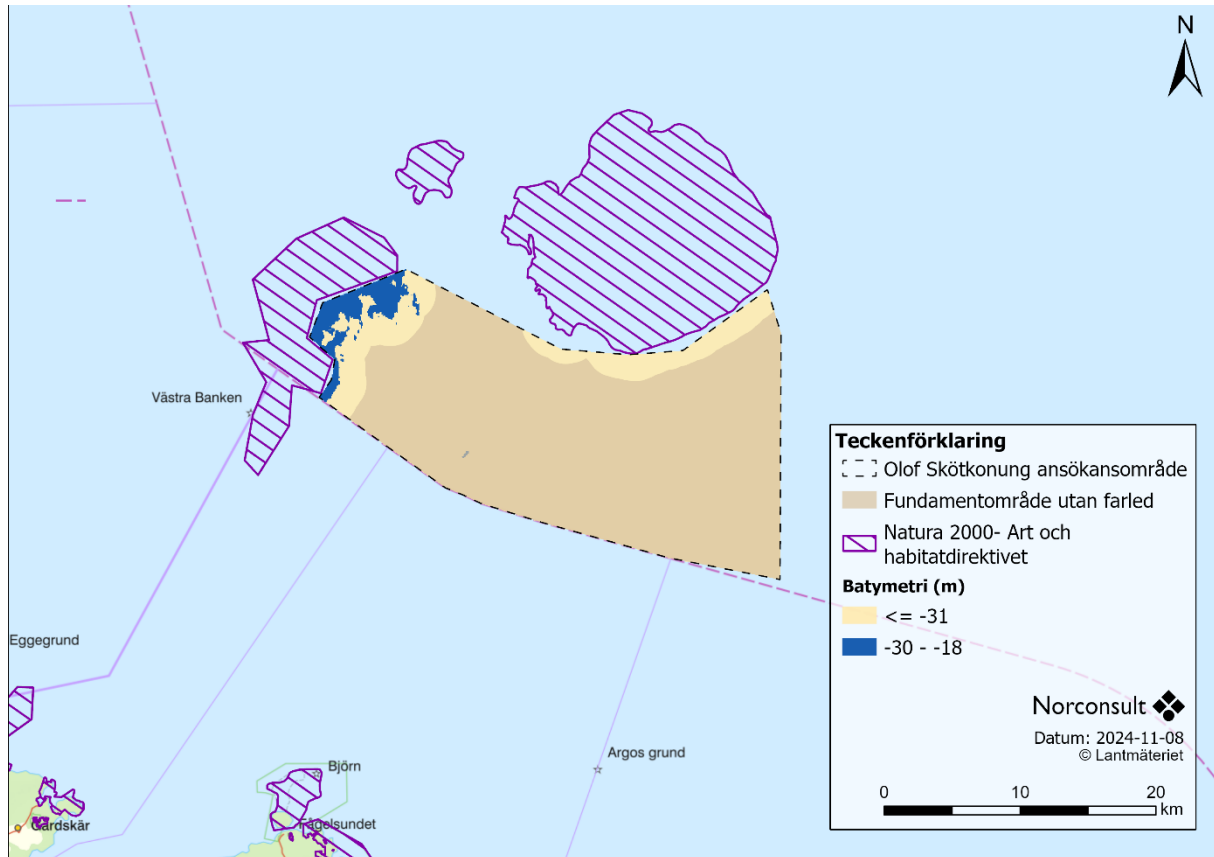 N
Västra Banken
Eggegrund
Björn
Argos grund
Gårdskär
Fågelsundet
Teckenförklaring
Olof Skötkonung ansökansområde
Fundamentområde utan farled
Natura 2000- Art och
habitatdirektivet
Batymetri (m)
<= -31
-30 - -18
Norconsult
Datum: 2024-11-08
© Lantmäteriet
0 10 20
km